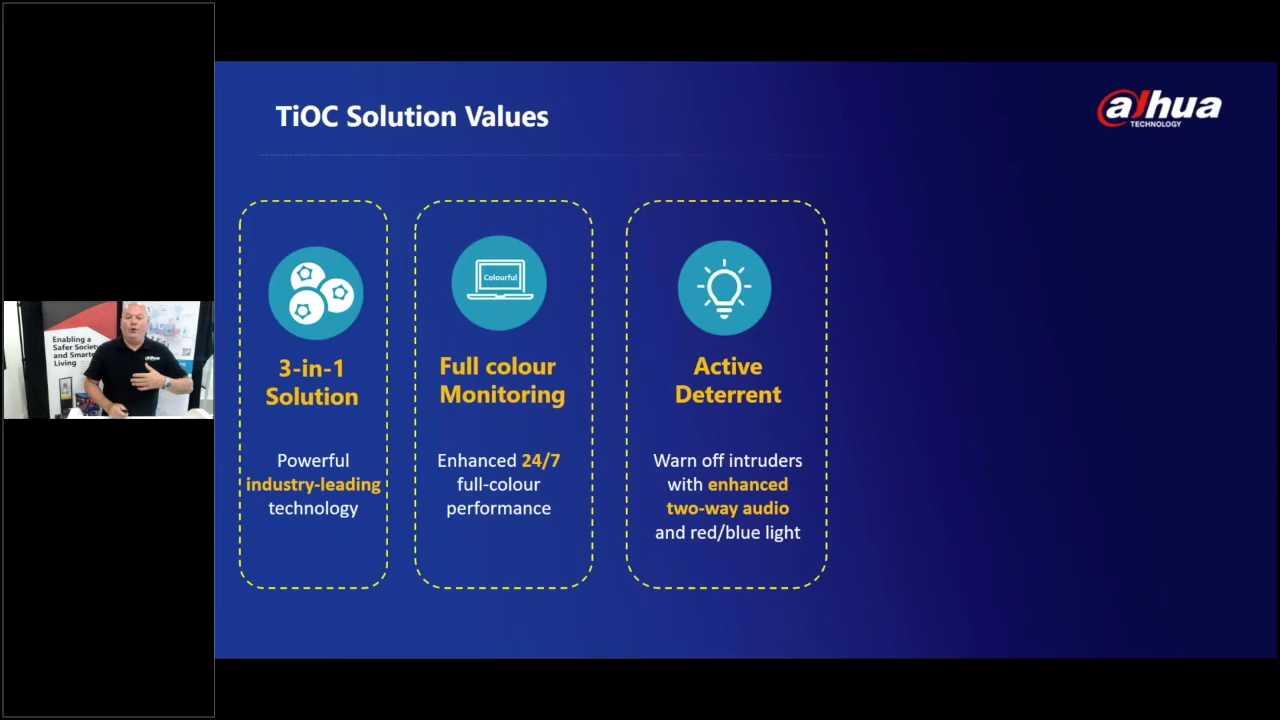 TiOC Solution Values
alhua
TECHNOLOGY
Colourful
3-in-1
Solution
Full colour
Monitoring
Active
Deterrent
Powerful
industry-leading
technology
Enhanced 24/7
full-colour
performance
Warn off intruders
with enhanced
two-way audio
and red/blue light
Enabling a
Safer Society
and Smarte
Living
alhua